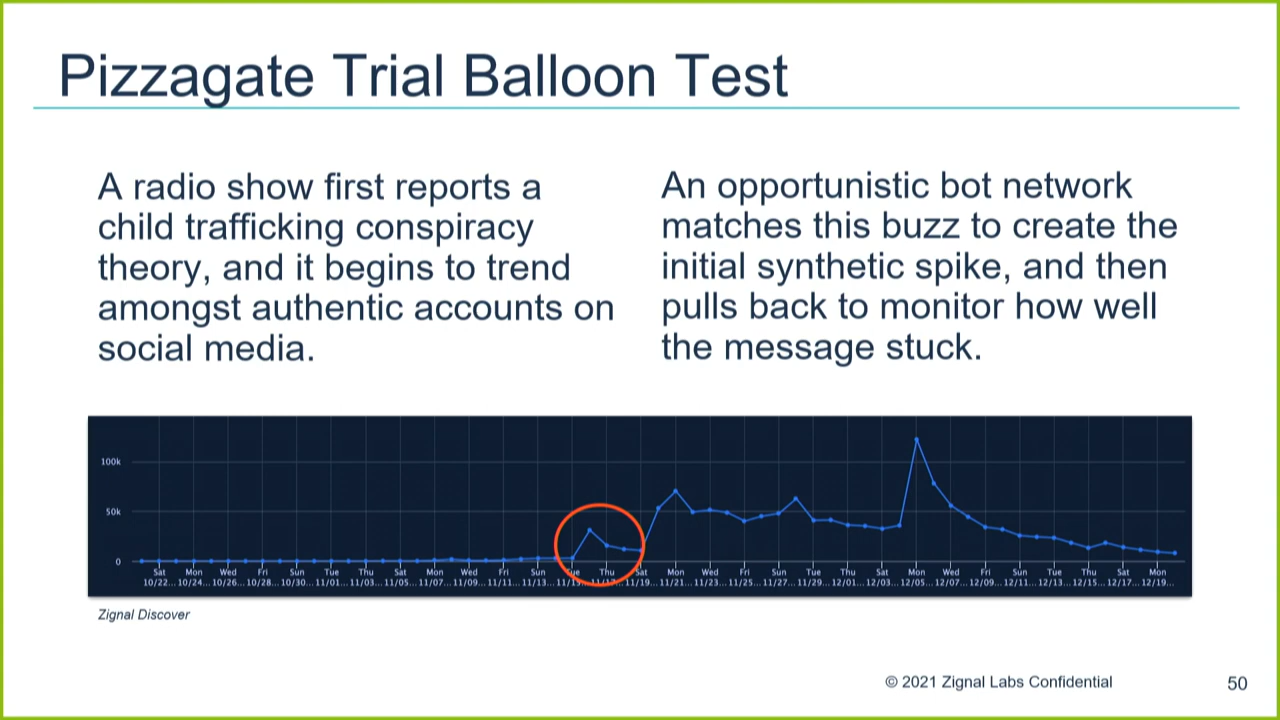 Pizzagate Trial Balloon Test
A radio show first reports a
child trafficking conspiracy
theory, and it begins to trend
amongst authentic accounts on
social media.
An opportunistic bot network
matches this buzz to create the
initial synthetic spike, and then
pulls back to monitor how well
the message stuck.
100k
50k
0
Sat Mon Wed Fri Sun Tue Thu Sat Mon Wed Fri Sun Tue Thu Sat Mon Wed Fri Sun Tue Thu Sat Mon Wed Fri Sun Tue Thu Sat Mon
10/22... 10/24... 10/26... 10/28... 10/30... 11/01... 11/03... 11/05... 11/07... 11/09... 11/11... 11/13... 11/19... 11/21... 11/23... 11/25... 11/27... 11/29... 12/01... 12/03... 12/05... 12/07... 12/09... 12/11... 12/13... 12/15... 12/17... 12/19...
Zignal Discover
© 2021 Zignal Labs Confidential
50